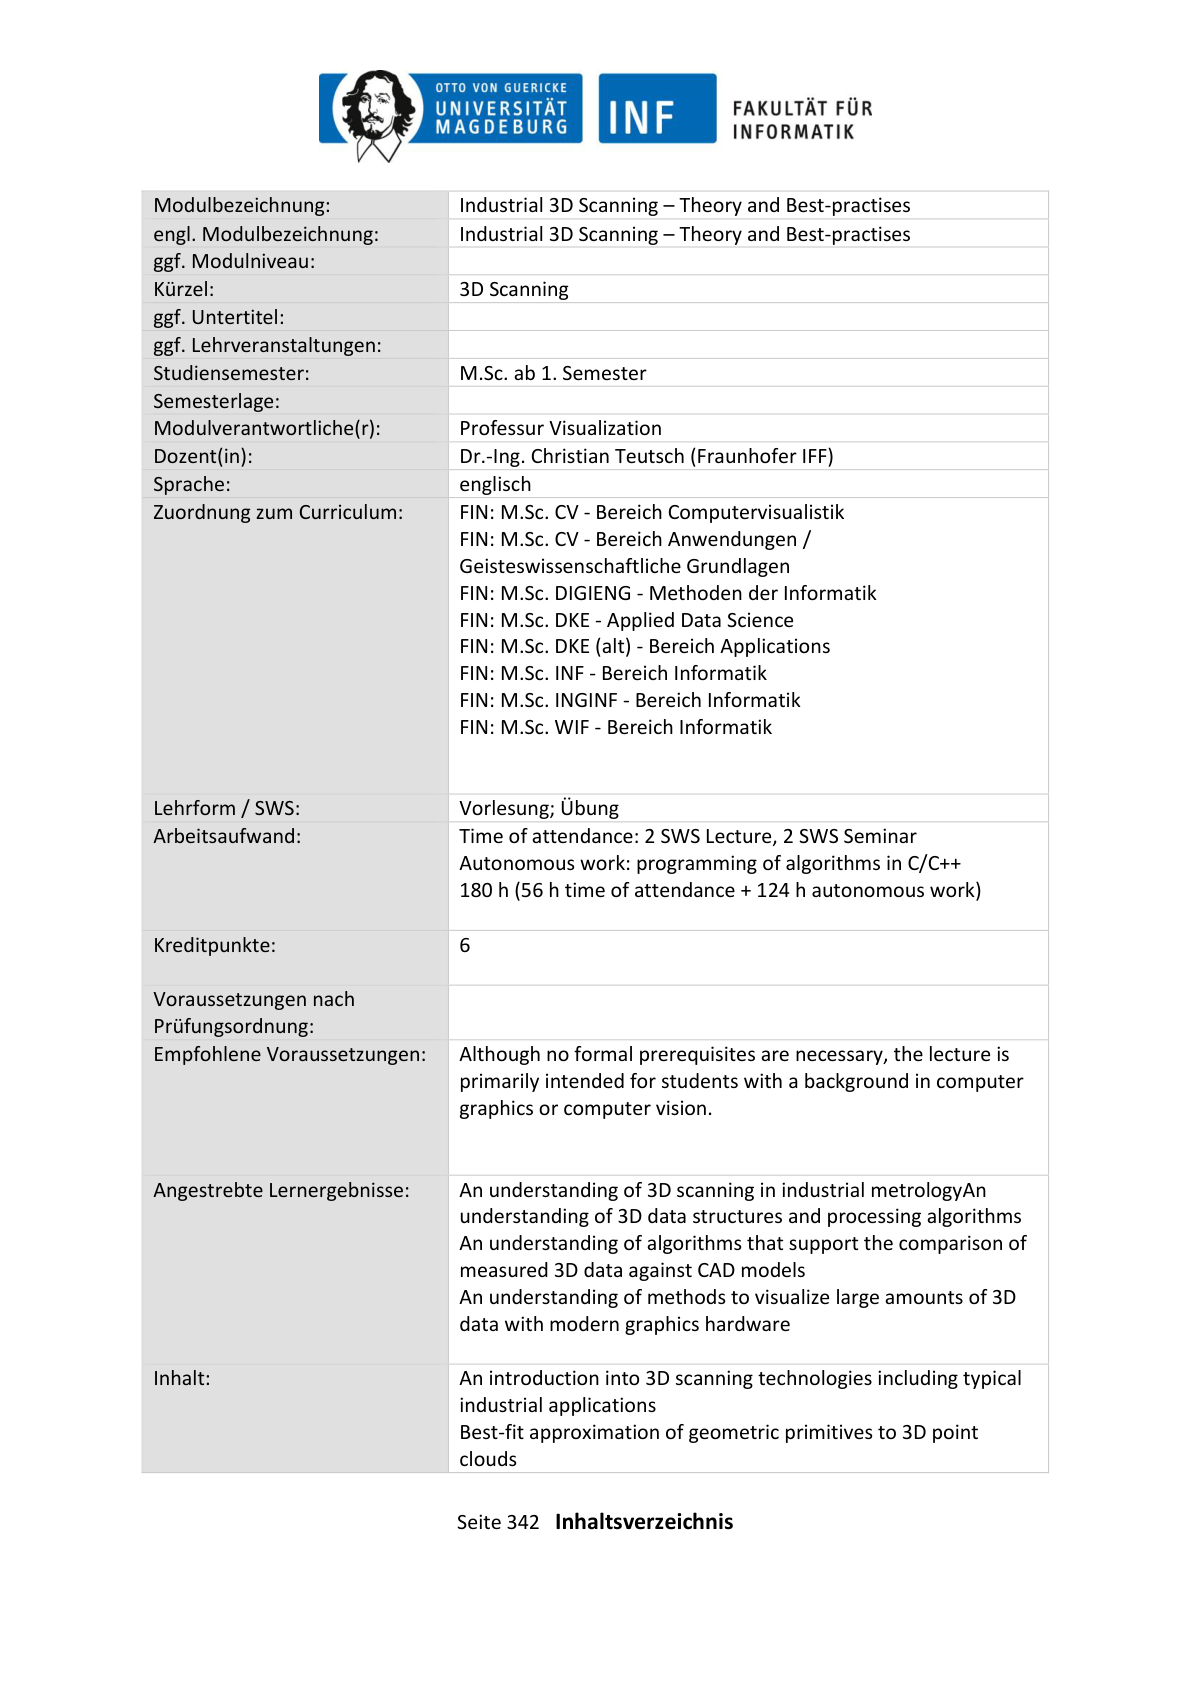 OTTO VON GUERICKE
UNIVERSITÄT
MAGDEBURG
INF
FAKULTÄT FÜR
INFORMATIK
Modulbezeichnung: Industrial 3D Scanning – Theory and Best-practises
engl. Modulbezeichnung: Industrial 3D Scanning – Theory and Best-practises
ggf. Modulniveau:
Kürzel: 3D Scanning
ggf. Untertitel:
ggf. Lehrveranstaltungen:
Studiensemester: M.Sc. ab 1. Semester
Semesterlage:
Modulverantwortliche(r): Professur Visualization
Dozent(in): Dr.-Ing. Christian Teutsch (Fraunhofer IFF)
Sprache: englisch
Zuordnung zum Curriculum: FIN: M.Sc. CV - Bereich Computervisualistik
FIN: M.Sc. CV - Bereich Anwendungen /
Geisteswissenschaftliche Grundlagen
FIN: M.Sc. DIGIENG - Methoden der Informatik
FIN: M.Sc. DKE - Applied Data Science
FIN: M.Sc. DKE (alt) - Bereich Applications
FIN: M.Sc. INF - Bereich Informatik
FIN: M.Sc. INGINF - Bereich Informatik
FIN: M.Sc. WIF - Bereich Informatik
Lehrform / SWS: Vorlesung; Übung
Arbeitsaufwand: Time of attendance: 2 SWS Lecture, 2 SWS Seminar
Autonomous work: programming of algorithms in C/C++
180 h (56 h time of attendance + 124 h autonomous work)
Kreditpunkte: 6
Voraussetzungen nach
Prüfungsordnung:
Empfohlene Voraussetzungen: Although no formal prerequisites are necessary, the lecture is
primarily intended for students with a background in computer
graphics or computer vision.
Angestrebte Lernergebnisse: An understanding of 3D scanning in industrial metrologyAn
understanding of 3D data structures and processing algorithms
An understanding of algorithms that support the comparison of
measured 3D data against CAD models
An understanding of methods to visualize large amounts of 3D
data with modern graphics hardware
Inhalt: An introduction into 3D scanning technologies including typical
industrial applications
Best-fit approximation of geometric primitives to 3D point
clouds
Seite 342 Inhaltsverzeichnis